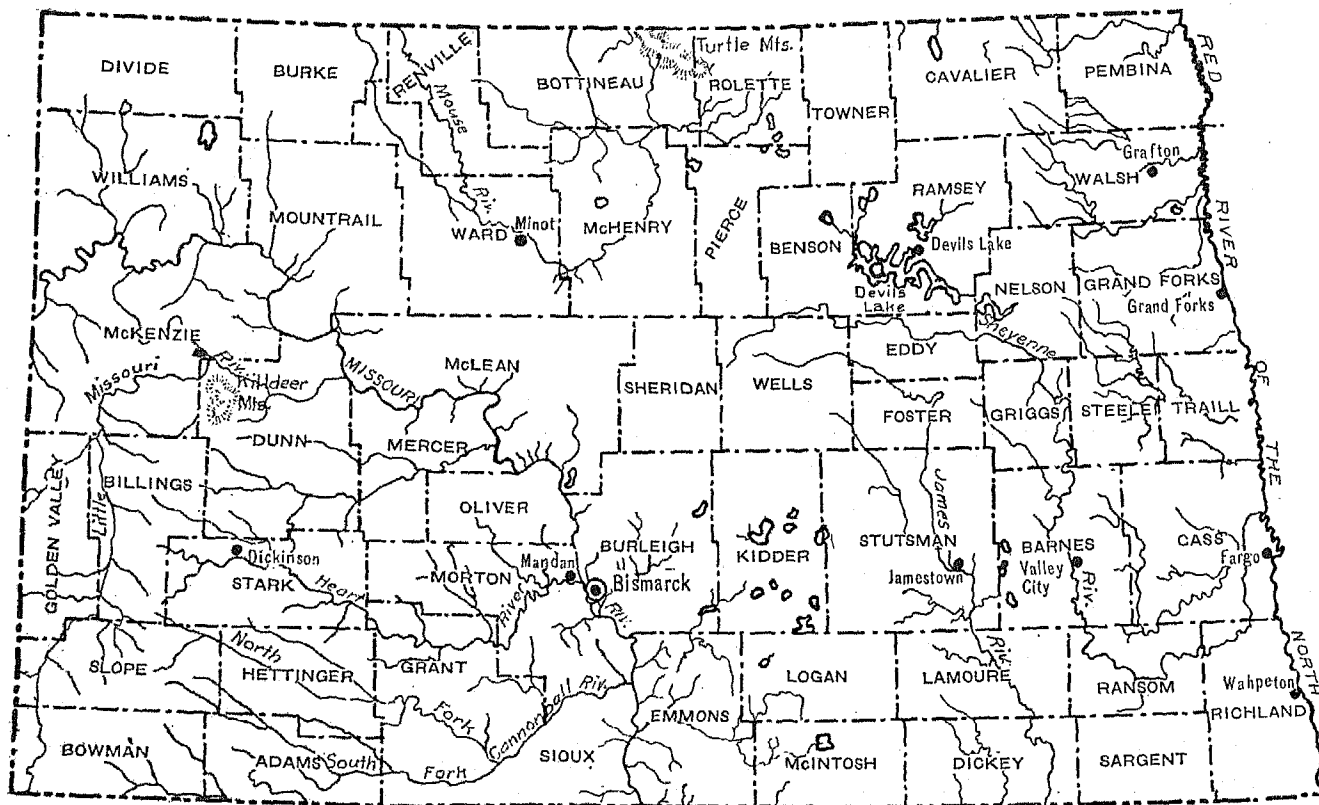 DIVIDE
BURKE
RENVILLE
BOTTINEAU
Turtle Mts.
ROLETTE
TOWNER
CAVALIER
PEMBINA
RED
RIVER
OF
THE
NORTH
WILLIAMS
MOUNTRAIL
Mouse
Riv.
WARD
Minot
McHENRY
PIERCE
BENSON
RAMSEY
Devils Lake
Devils
Lake
Grafton
WALSH
NELSON
GRAND FORKS
Grand Forks
McKENZIE
Missouri
Riv.
Killdeer
Mts.
MISSOURI
McLEAN
SHERIDAN
WELLS
EDDY
Sheyenne
FOSTER
GRIGGS
STEELE
TRAILL
DUNN
MERCER
GOLDEN VALLEY
BILLINGS
Little
OLIVER
BURLEIGH
KIDDER
STUTSMAN
James
Jamestown
BARNES
Valley
City
Riv.
CASS
Fargo
Dickinson
STARK
Heart
MORTON
River
Mandan
Bismarck
Riv.
SLOPE
North
HETTINGER
GRANT
Fork
Cannonball Riv.
EMMONS
LOGAN
LAMOURE
Riv.
RANSOM
Wahpeton
RICHLAND
BOWMAN
ADAMS
South
Fork
SIOUX
McINTOSH
DICKEY
SARGENT